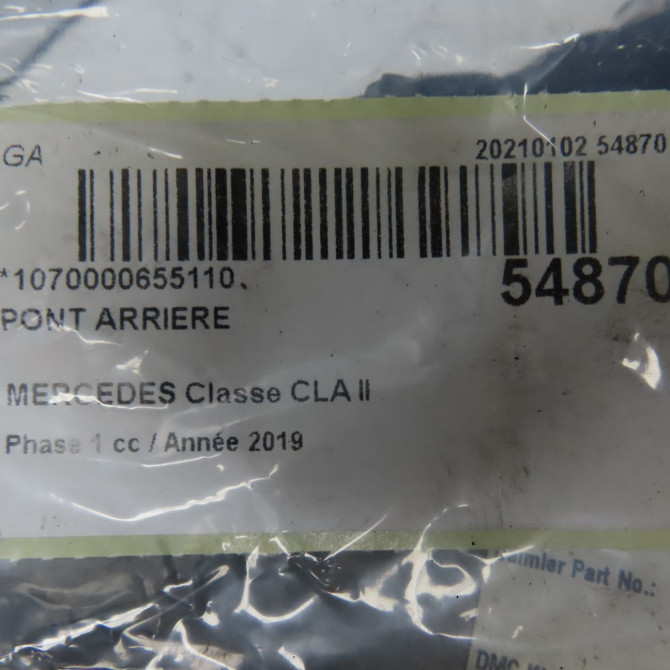 GA
20210102 54870
*1070000655110.
54870
PONT ARRIERE
MERCEDES Classe CLA II
Phase 1 cc / Année 2019
Daimler Part No.:
DMC